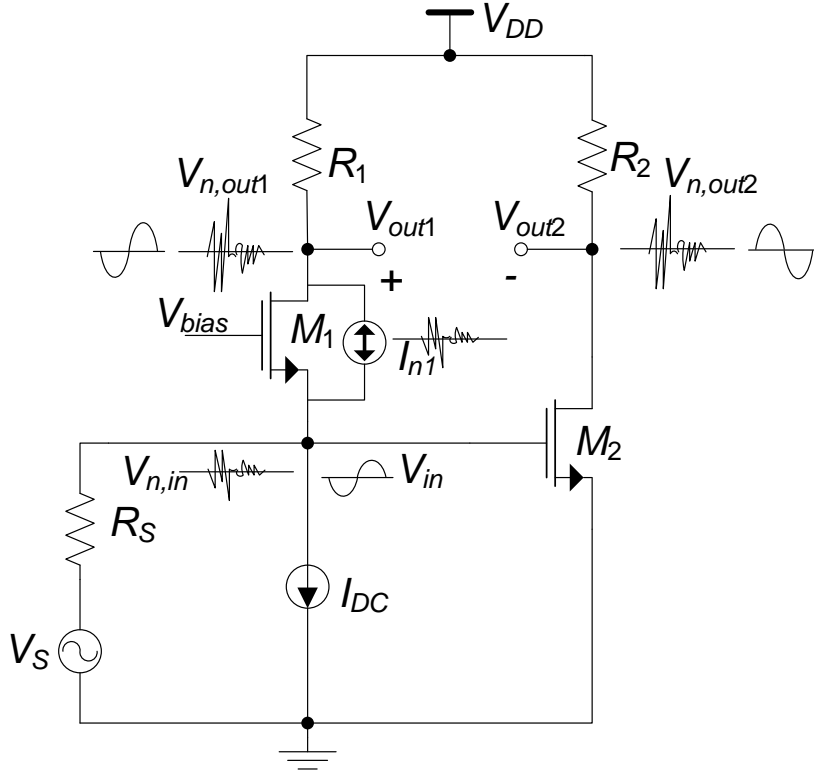 V_DD
R_1
R_2
V_n,out1
V_n,out2
V_out1
V_out2
+
-
V_bias
M_1
I_n1
M_2
V_n,in
V_in
R_S
I_DC
V_S